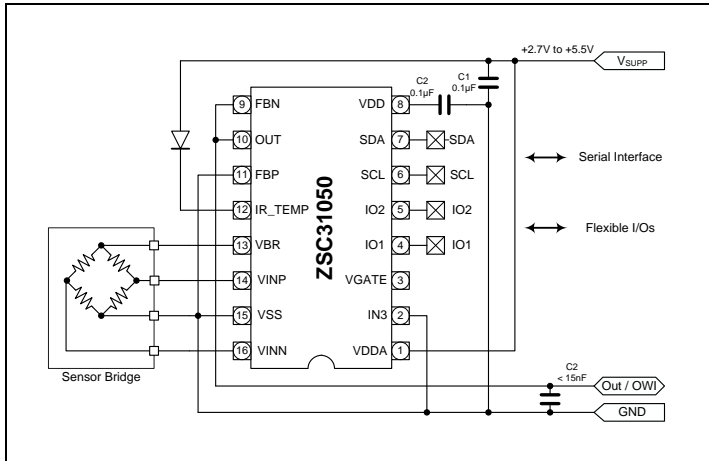 +2.7V to +5.5V
VSUPP
C2
0.1µF
C1
0.1µF
9 FBN
VDD 8
10 OUT
SDA 7
SDA
11 FBP
SCL 6
SCL
12 IR_TEMP
IO2 5
IO2
13 VBR
IO1 4
IO1
14 VINP
VGATE 3
15 VSS
IN3 2
16 VINN
VDDA 1
ZSC31050
Serial Interface
Flexible I/Os
Sensor Bridge
C2
< 15nF
Out / OWI
GND